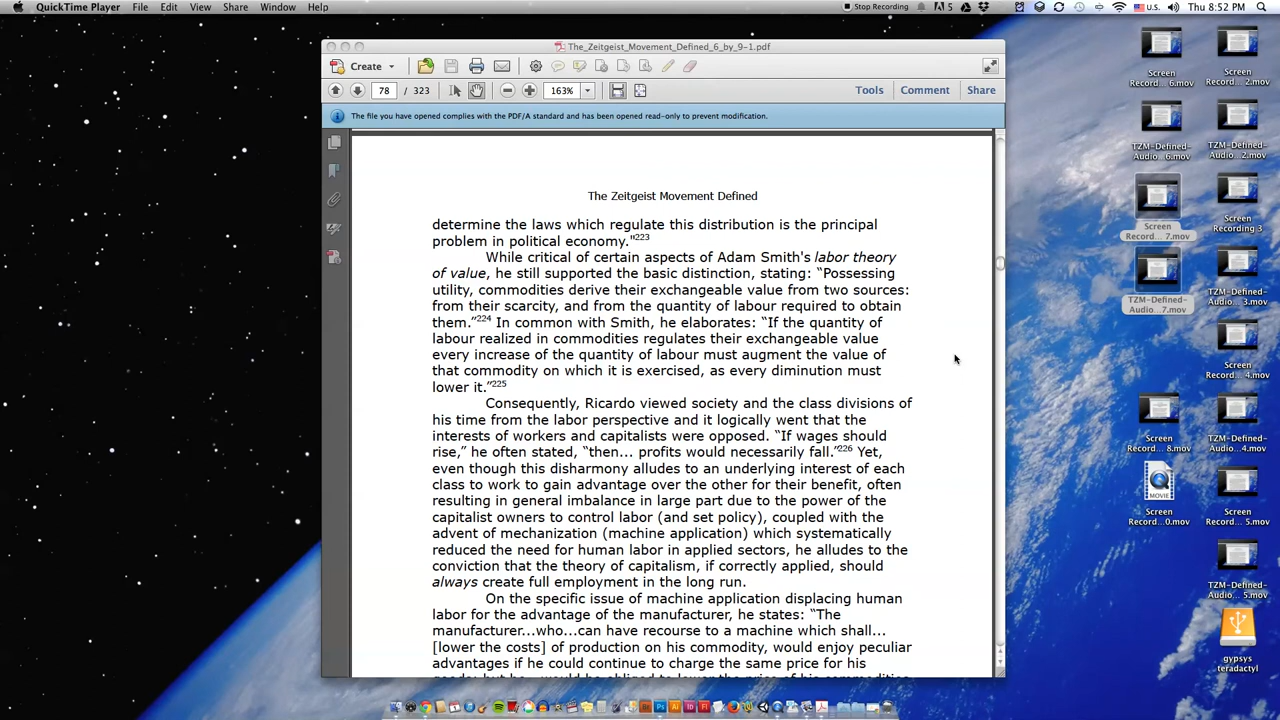 QuickTime Player File Edit View Share Window Help
Stop Recording 5 U.S. Thu 8:52 PM
The_Zeitgeist_Movement_Defined_6_by_9-1.pdf
Create
78 / 323 163% Tools Comment Share
The file you have opened complies with the PDF/A standard and has been opened read-only to prevent modification.
The Zeitgeist Movement Defined
determine the laws which regulate this distribution is the principal
problem in political economy."223
While critical of certain aspects of Adam Smith's labor theory
of value, he still supported the basic distinction, stating: “Possessing
utility, commodities derive their exchangeable value from two sources:
from their scarcity, and from the quantity of labour required to obtain
them.”224 In common with Smith, he elaborates: “If the quantity of
labour realized in commodities regulates their exchangeable value
every increase of the quantity of labour must augment the value of
that commodity on which it is exercised, as every diminution must
lower it.”225
Consequently, Ricardo viewed society and the class divisions of
his time from the labor perspective and it logically went that the
interests of workers and capitalists were opposed. “If wages should
rise,” he often stated, “then... profits would necessarily fall.”226 Yet,
even though this disharmony alludes to an underlying interest of each
class to work to gain advantage over the other for their benefit, often
resulting in general imbalance in large part due to the power of the
capitalist owners to control labor (and set policy), coupled with the
advent of mechanization (machine application) which systematically
reduced the need for human labor in applied sectors, he alludes to the
conviction that the theory of capitalism, if correctly applied, should
always create full employment in the long run.
On the specific issue of machine application displacing human
labor for the advantage of the manufacturer, he states: “The
manufacturer...who...can have recourse to a machine which shall...
[lower the costs] of production on his commodity, would enjoy peculiar
advantages if he could continue to charge the same price for his
Screen
Record... 6.mov
Screen
Record... 2.mov
TZM-Defined-
Audio... 6.mov
TZM-Defined-
Audio... 2.mov
Screen
Record... 7.mov
Screen
Recording 3
TZM-Defined-
Audio... 7.mov
TZM-Defined-
Audio... 3.mov
Screen
Record... 4.mov
Screen
Record... 8.mov
TZM-Defined-
Audio... 4.mov
MOVIE
Screen
Record...0.mov
Screen
Record... 5.mov
TZM-Defined-
Audio... 5.mov
gypsys
teradactyl